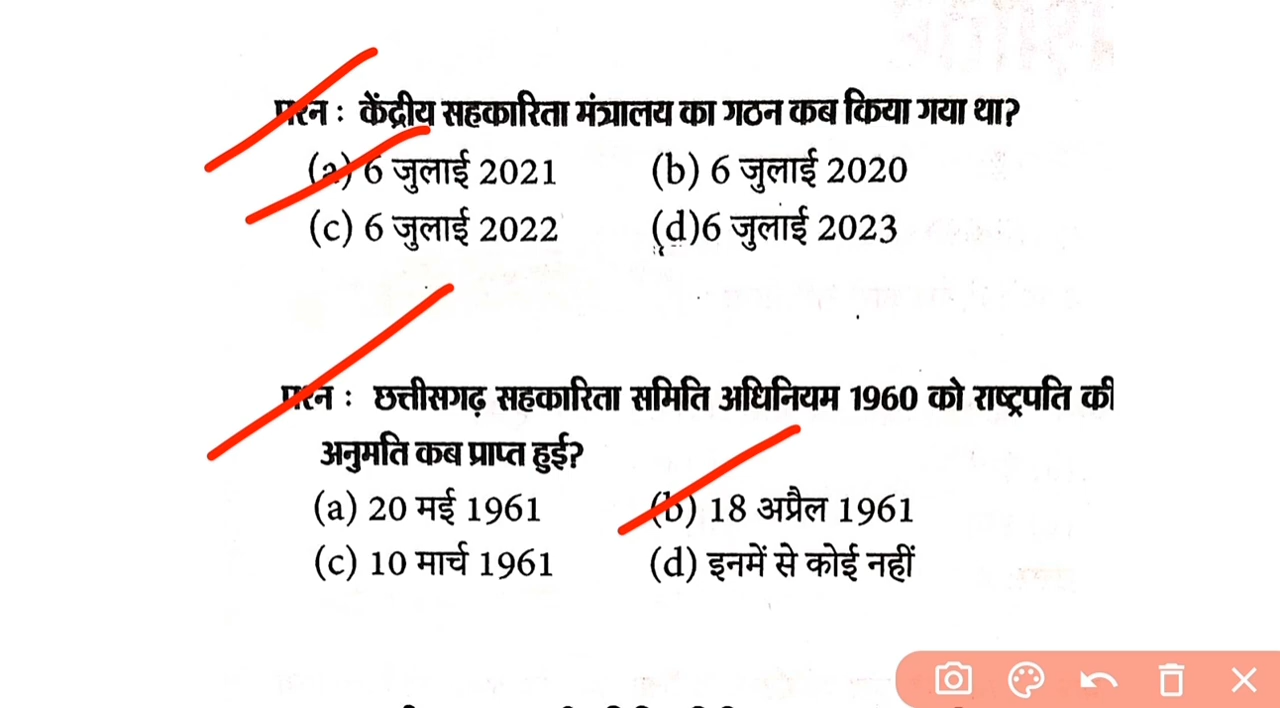 प्रश्न : केंद्रीय सहकारिता मंत्रालय का गठन कब किया गया था?
(a) 6 जुलाई 2021 (b) 6 जुलाई 2020
(c) 6 जुलाई 2022 (d)6 जुलाई 2023
प्रश्न : छत्तीसगढ़ सहकारिता समिति अधिनियम 1960 को राष्ट्रपति की
अनुमति कब प्राप्त हुई?
(a) 20 मई 1961 (b) 18 अप्रैल 1961
(c) 10 मार्च 1961 (d) इनमें से कोई नहीं